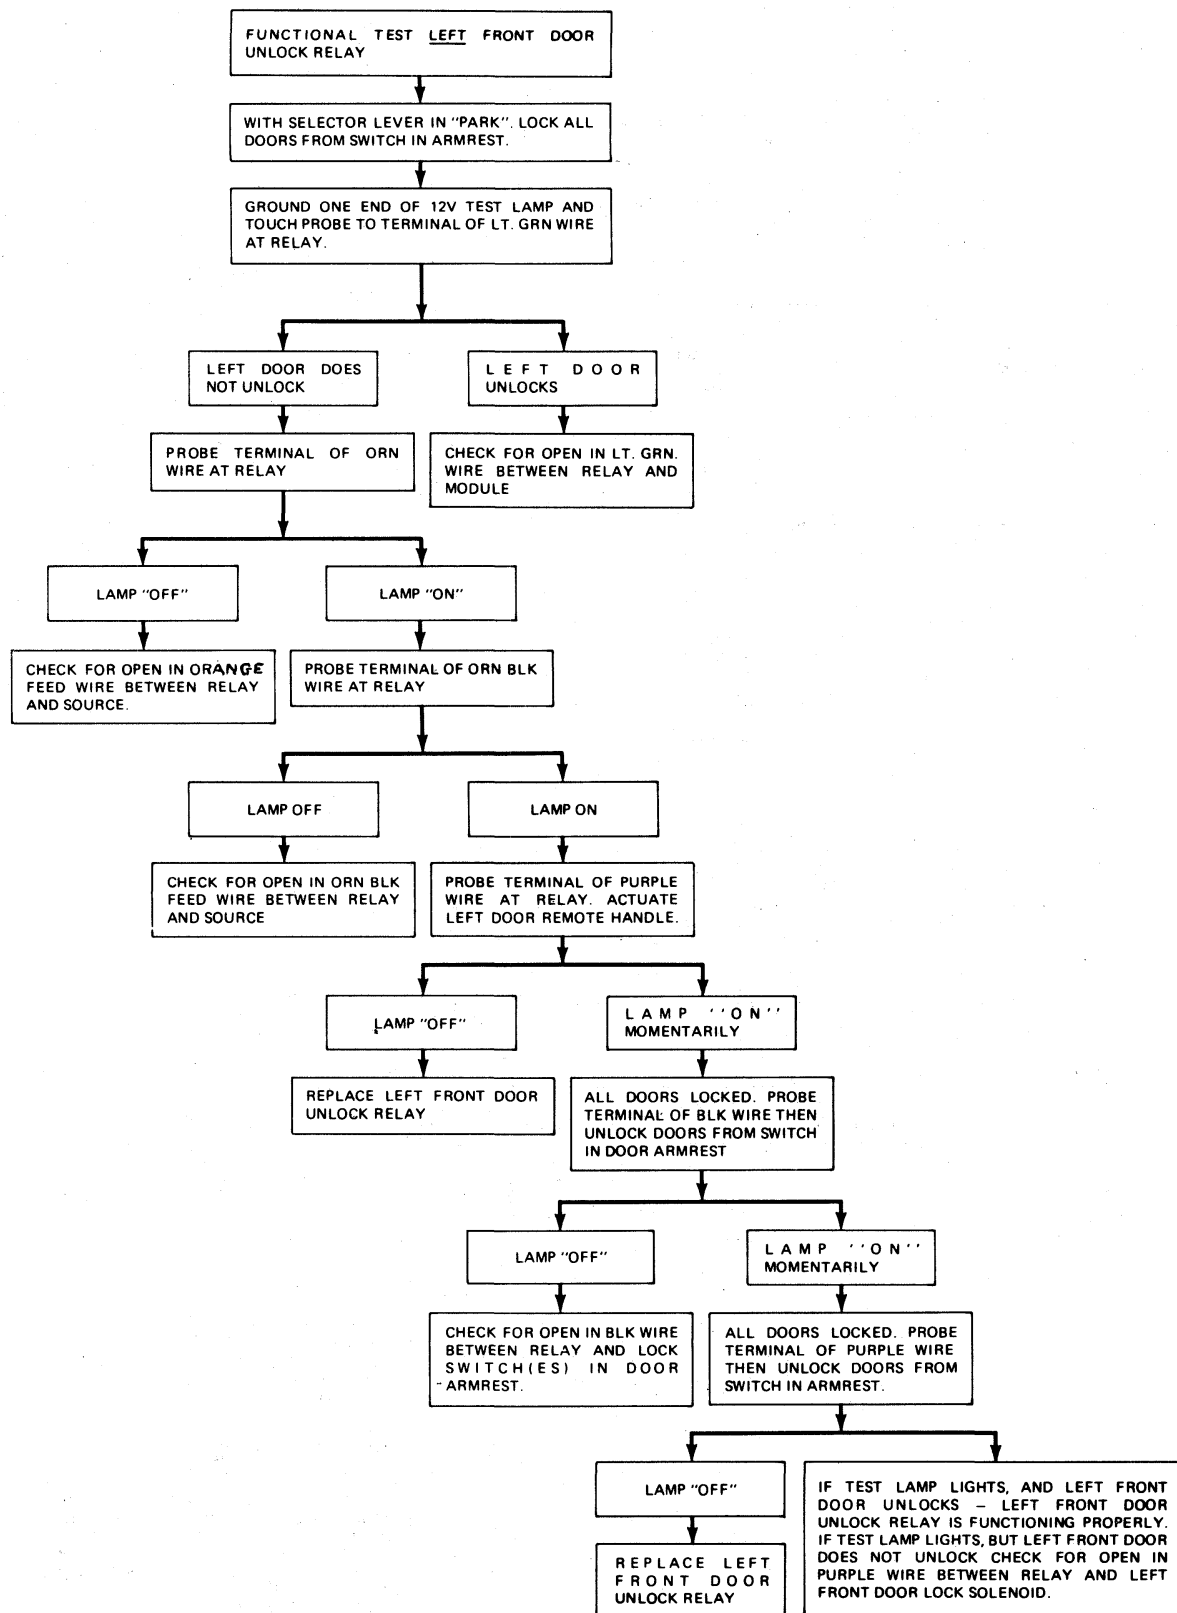 FUNCTIONAL TEST LEFT FRONT DOOR
UNLOCK RELAY
WITH SELECTOR LEVER IN "PARK". LOCK ALL
DOORS FROM SWITCH IN ARMREST.
GROUND ONE END OF 12V TEST LAMP AND
TOUCH PROBE TO TERMINAL OF LT. GRN WIRE
AT RELAY.
LEFT DOOR DOES
NOT UNLOCK
LEFT DOOR
UNLOCKS
PROBE TERMINAL OF ORN
WIRE AT RELAY
CHECK FOR OPEN IN LT. GRN.
WIRE BETWEEN RELAY AND
MODULE
LAMP "OFF"
LAMP "ON"
CHECK FOR OPEN IN ORANGE
FEED WIRE BETWEEN RELAY
AND SOURCE.
PROBE TERMINAL OF ORN BLK
WIRE AT RELAY
LAMP OFF
LAMP ON
CHECK FOR OPEN IN ORN BLK
FEED WIRE BETWEEN RELAY
AND SOURCE
PROBE TERMINAL OF PURPLE
WIRE AT RELAY. ACTUATE
LEFT DOOR REMOTE HANDLE.
LAMP "OFF"
LAMP ''ON''
MOMENTARILY
REPLACE LEFT FRONT DOOR
UNLOCK RELAY
ALL DOORS LOCKED. PROBE
TERMINAL OF BLK WIRE THEN
UNLOCK DOORS FROM SWITCH
IN DOOR ARMREST
LAMP "OFF"
LAMP ''ON''
MOMENTARILY
CHECK FOR OPEN IN BLK WIRE
BETWEEN RELAY AND LOCK
SWITCH(ES) IN DOOR
ARMREST.
ALL DOORS LOCKED. PROBE
TERMINAL OF PURPLE WIRE
THEN UNLOCK DOORS FROM
SWITCH IN ARMREST.
LAMP "OFF"
REPLACE LEFT
FRONT DOOR
UNLOCK RELAY
IF TEST LAMP LIGHTS, AND LEFT FRONT
DOOR UNLOCKS – LEFT FRONT DOOR
UNLOCK RELAY IS FUNCTIONING PROPERLY.
IF TEST LAMP LIGHTS, BUT LEFT FRONT DOOR
DOES NOT UNLOCK CHECK FOR OPEN IN
PURPLE WIRE BETWEEN RELAY AND LEFT
FRONT DOOR LOCK SOLENOID.